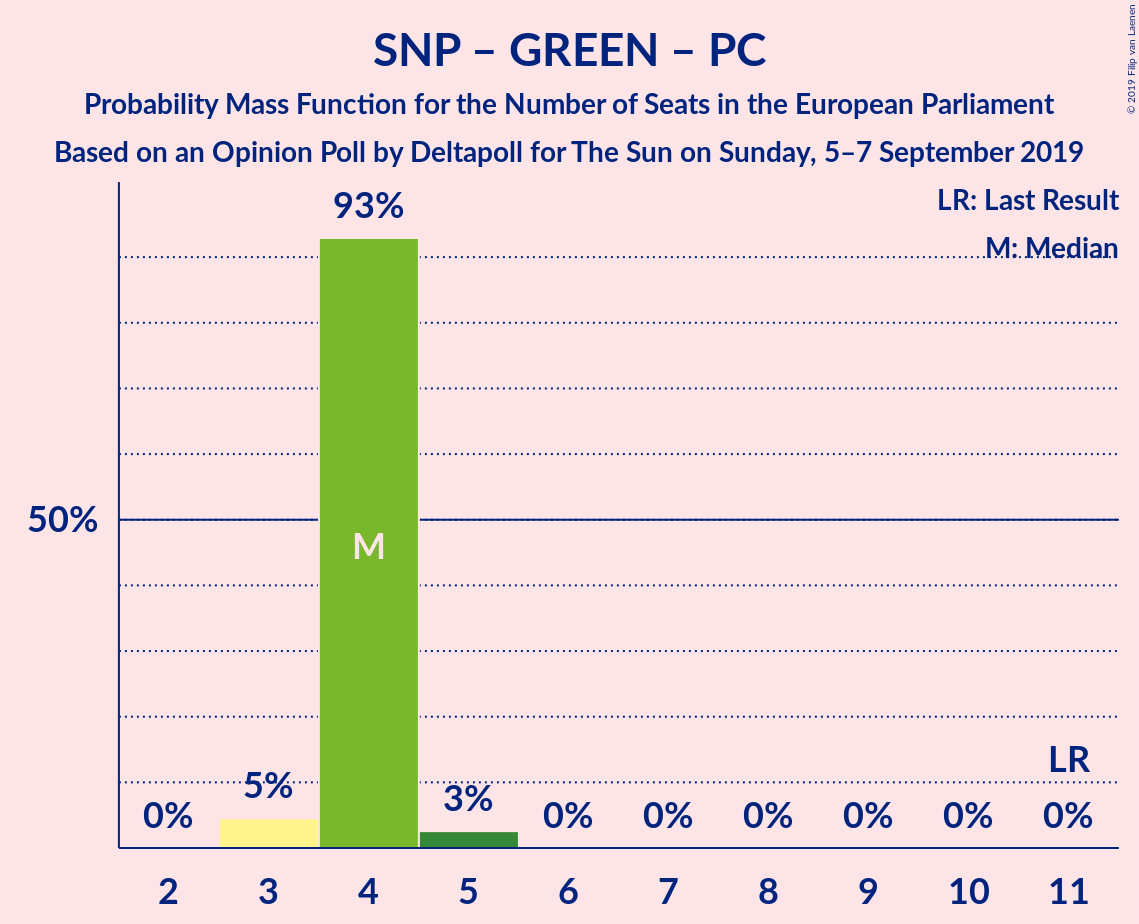 SNP – GREEN – PC
Probability Mass Function for the Number of Seats in the European Parliament
Based on an Opinion Poll by Deltapoll for The Sun on Sunday, 5–7 September 2019
© 2019 Filip van Laenen
LR: Last Result
M: Median
93%
50%
M
LR
0% 5% 3% 0% 0% 0% 0% 0% 0%
2 3 4 5 6 7 8 9 10 11